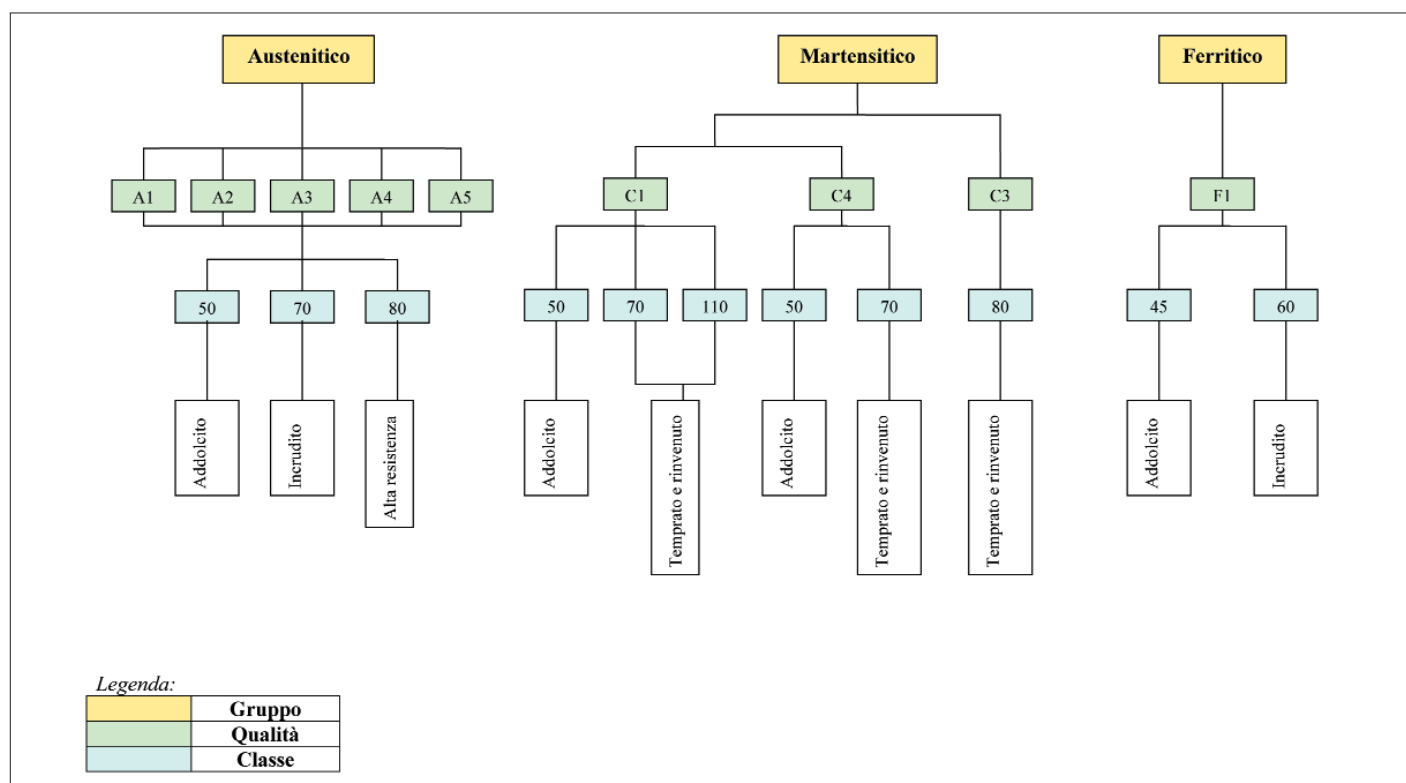 Austenitico
Martensitico
Ferritico
A1
A2
A3
A4
A5
C1
C4
C3
F1
50
70
80
50
70
110
50
70
80
45
60
Addolcito
Incrudito
Alta resistenza
Addolcito
Temprato e rinvenuto
Addolcito
Temprato e rinvenuto
Temprato e rinvenuto
Addolcito
Incrudito
Legenda:
Gruppo
Qualità
Classe